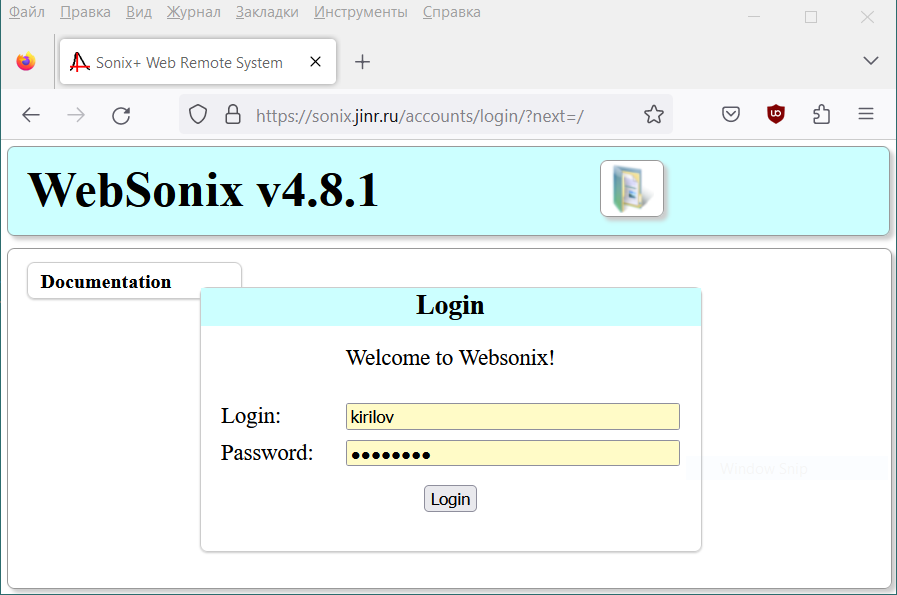 Файл Правка Вид Журнал Закладки Инструменты Справка
Sonix+ Web Remote System
https://sonix.jinr.ru/accounts/login/?next=/
WebSonix v4.8.1
Documentation
Login
Welcome to Websonix!
Login: kirilov
Password: ●●●●●●●●
Window Snip
Login